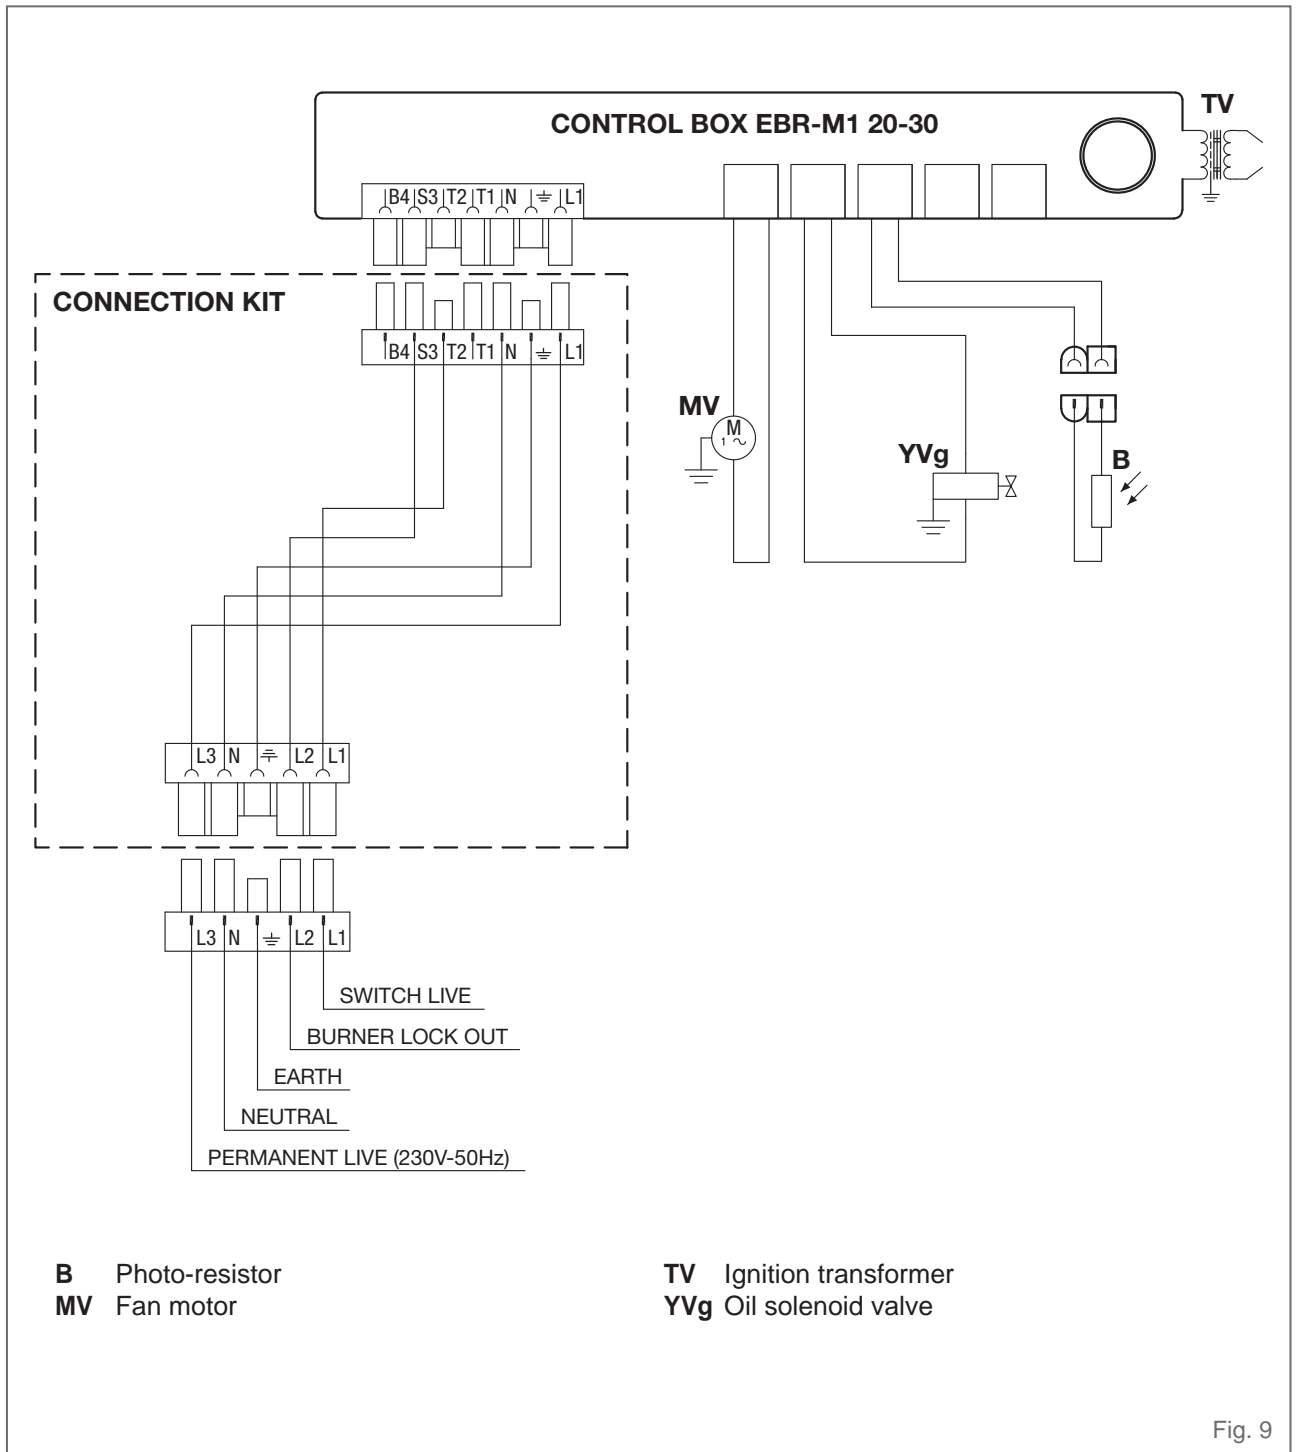 TV
CONTROL BOX EBR-M1 20-30
B4 S3 T2 T1 N L1
CONNECTION KIT
B4 S3 T2 T1 N L1
MV
M
1 ~
YVg
B
L3 N L2 L1
L3 N L2 L1
SWITCH LIVE
BURNER LOCK OUT
EARTH
NEUTRAL
PERMANENT LIVE (230V-50Hz)
B Photo-resistor
MV Fan motor
TV Ignition transformer
YVg Oil solenoid valve
Fig. 9